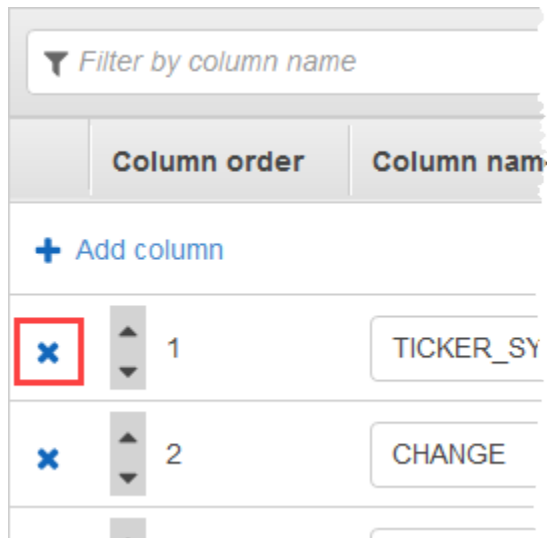 Filter by column name
Column order Column nam
Add column
1 TICKER_SY
2 CHANGE